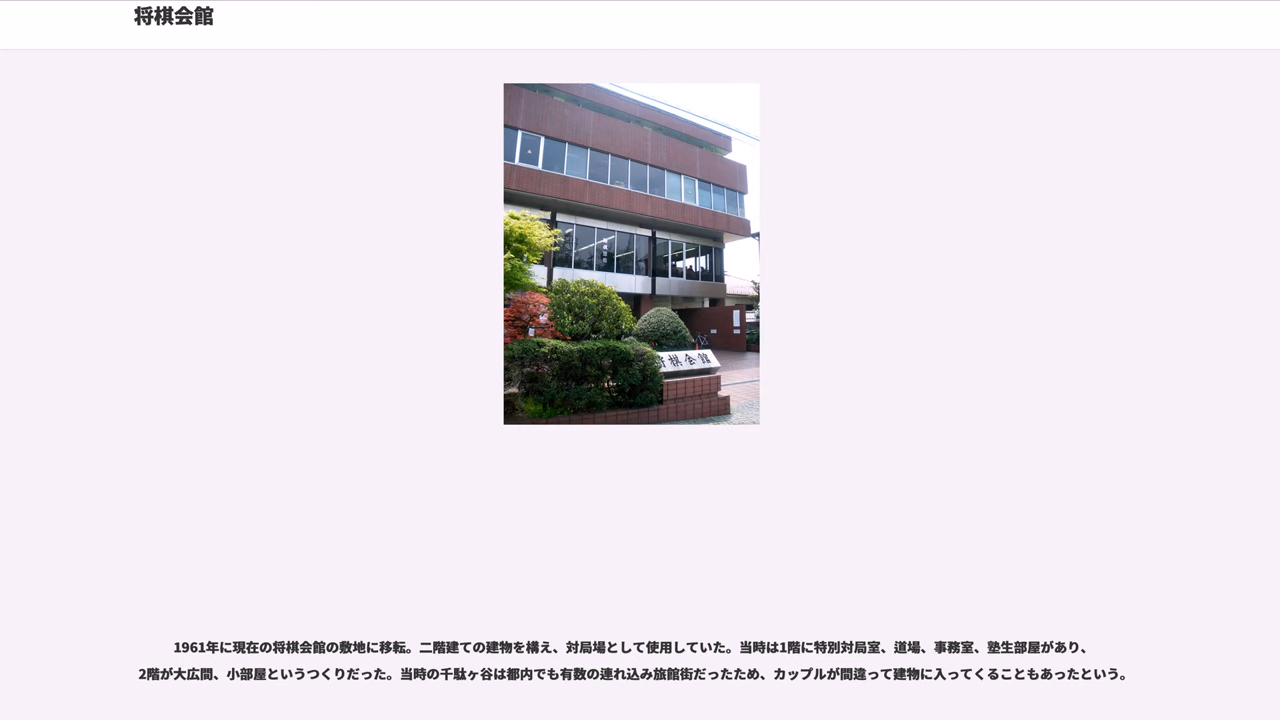 将棋会館
将棋会館
1961年に現在の将棋会館の敷地に移転。二階建ての建物を構え、対局場として使用していた。当時は1階に特別対局室、道場、事務室、塾生部屋があり、
2階が大広間、小部屋というつくりだった。当時の千駄ヶ谷は都内でも有数の連れ込み旅館街だったため、カップルが間違って建物に入ってくることもあったという。